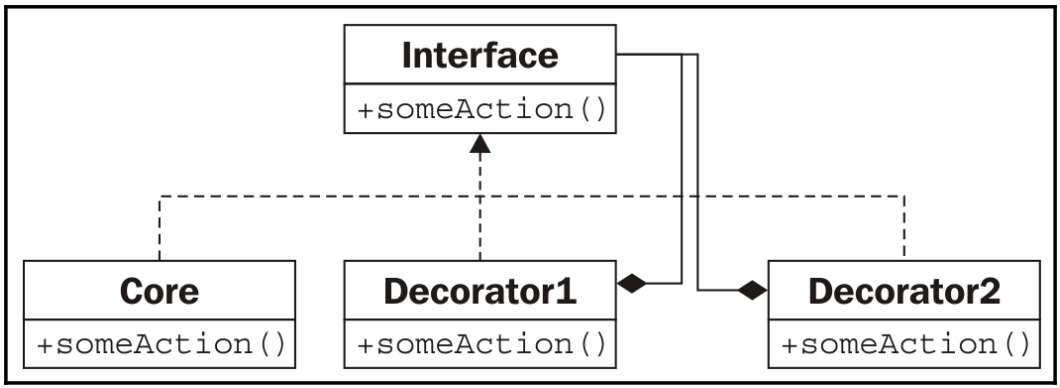 Interface
+someAction()
Core
+someAction()
Decorator1
+someAction()
Decorator2
+someAction()